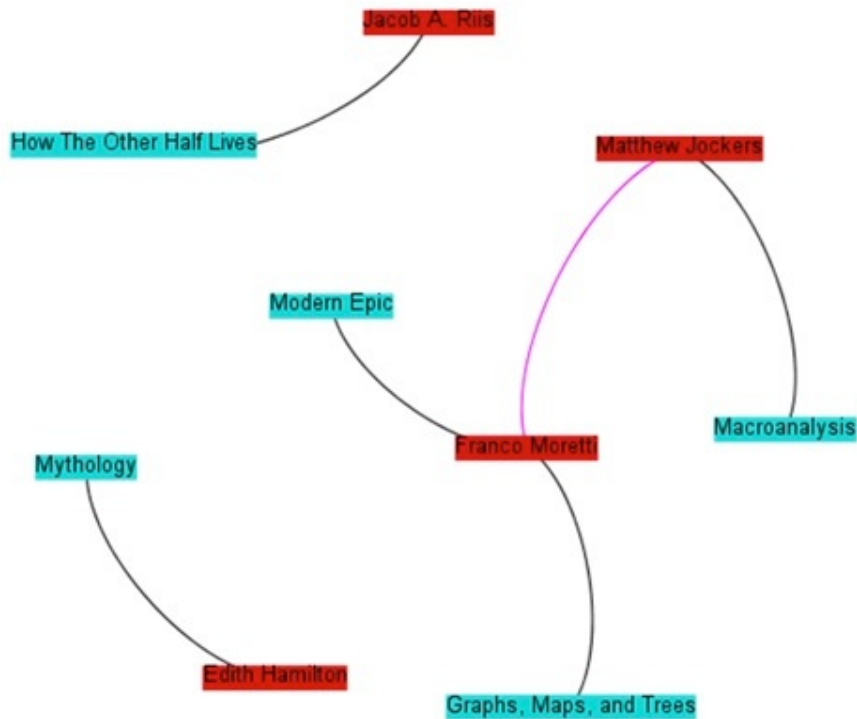 Jacob A. Riis
How The Other Half Lives
Matthew Jockers
Modern Epic
Macroanalysis
Franco Moretti
Mythology
Edith Hamilton
Graphs, Maps, and Trees